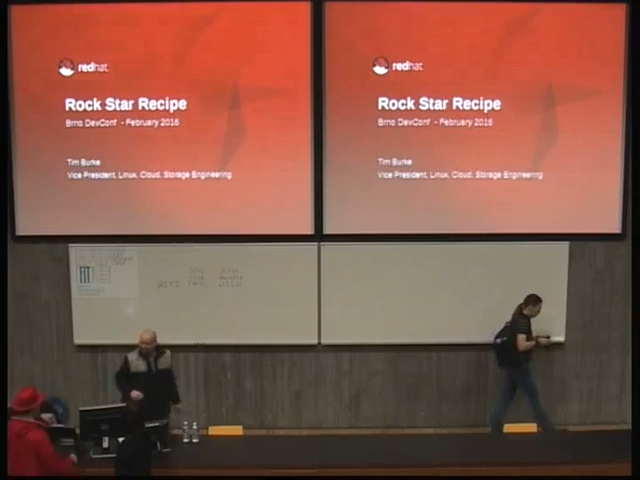 redhat.
Rock Star Recipe
Brno DevConf - February 2016
Tim Burke
Vice President, Linux, Cloud, Storage Engineering
redhat.
Rock Star Recipe
Brno DevConf - February 2016
Tim Burke
Vice President, Linux, Cloud, Storage Engineering
fit